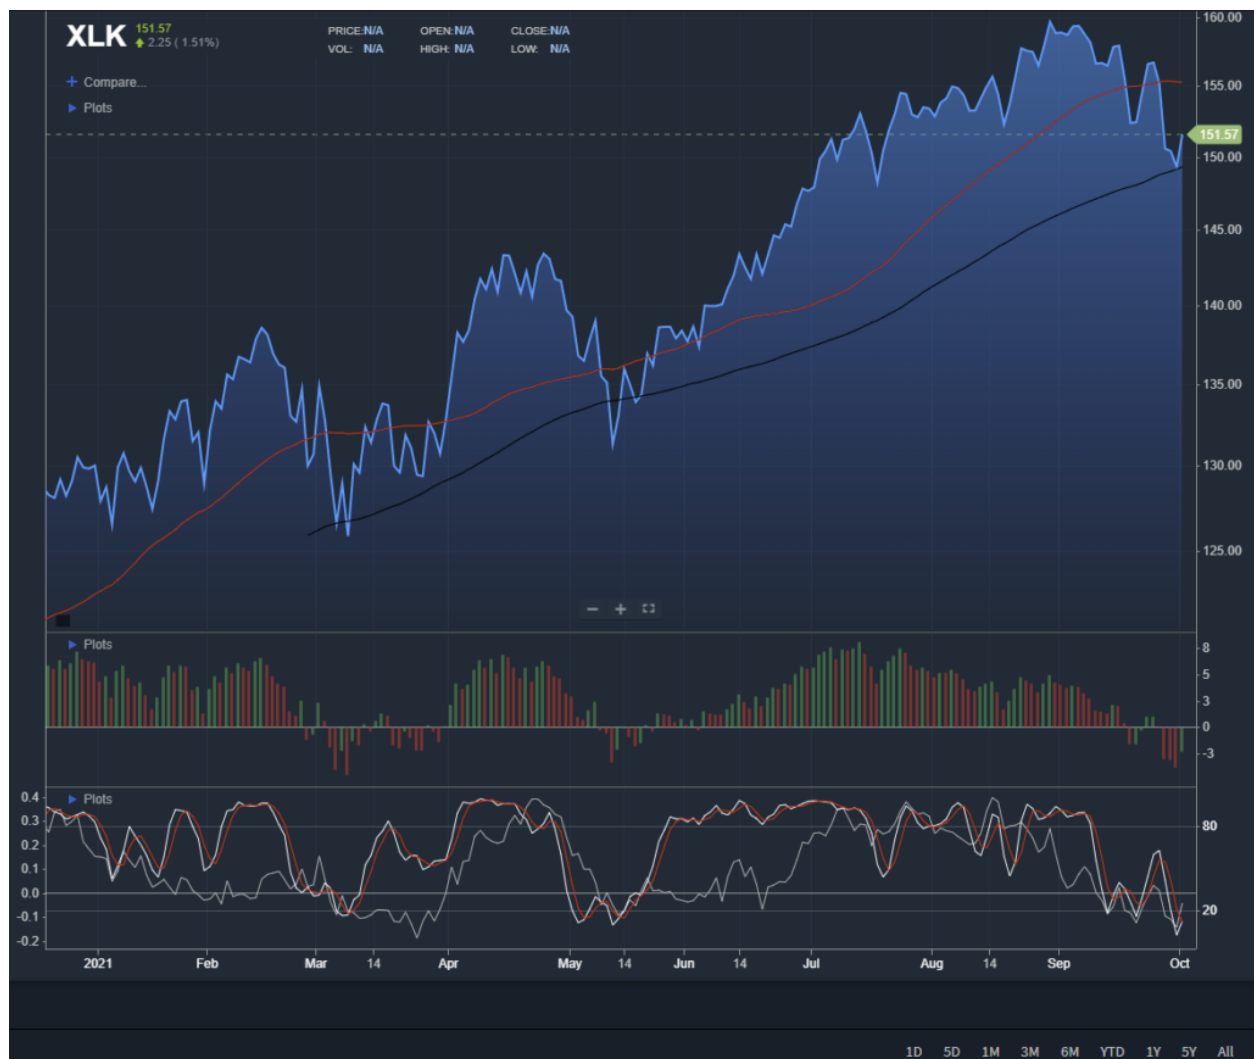 XLK 151.57
2.25 ( 1.51%)
PRICE:N/A OPEN:N/A CLOSE:N/A
VOL: N/A HIGH: N/A LOW: N/A
+ Compare...
Plots
160.00
155.00
151.57
150.00
145.00
140.00
135.00
130.00
125.00
Plots
8
5
3
0
-3
Plots
0.4
0.3
0.2
0.1
0.0
-0.1
-0.2
80
20
2021 Feb Mar 14 Apr May 14 Jun 14 Jul Aug 14 Sep Oct
1D 5D 1M 3M 6M YTD 1Y 5Y All